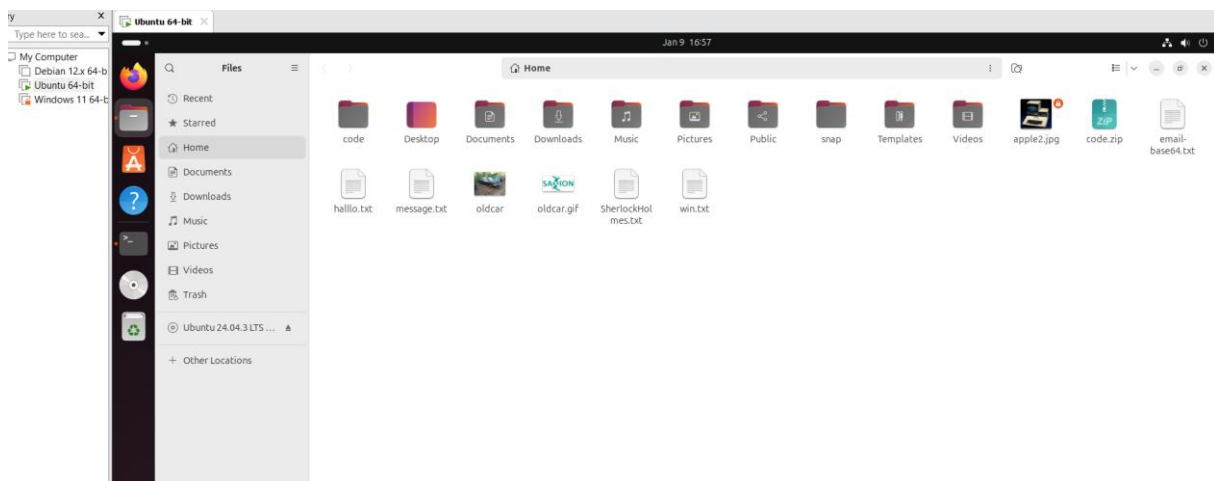 ry X
Type here to sea...
My Computer
Debian 12.x 64-b
Ubuntu 64-bit
Windows 11 64-b
Ubuntu 64-bit
Jan 9 16:57
Files
Home
Recent
Starred
Home
Documents
Downloads
Music
Pictures
Videos
Trash
Ubuntu 24.04.3 LTS ...
+ Other Locations
code Desktop Documents Downloads Music Pictures Public snap Templates Videos apple2.jpg code.zip email-
base64.txt
ZIP
SAXION
halllo.txt message.txt oldcar oldcar.gif SherlockHol
mes.txt win.txt